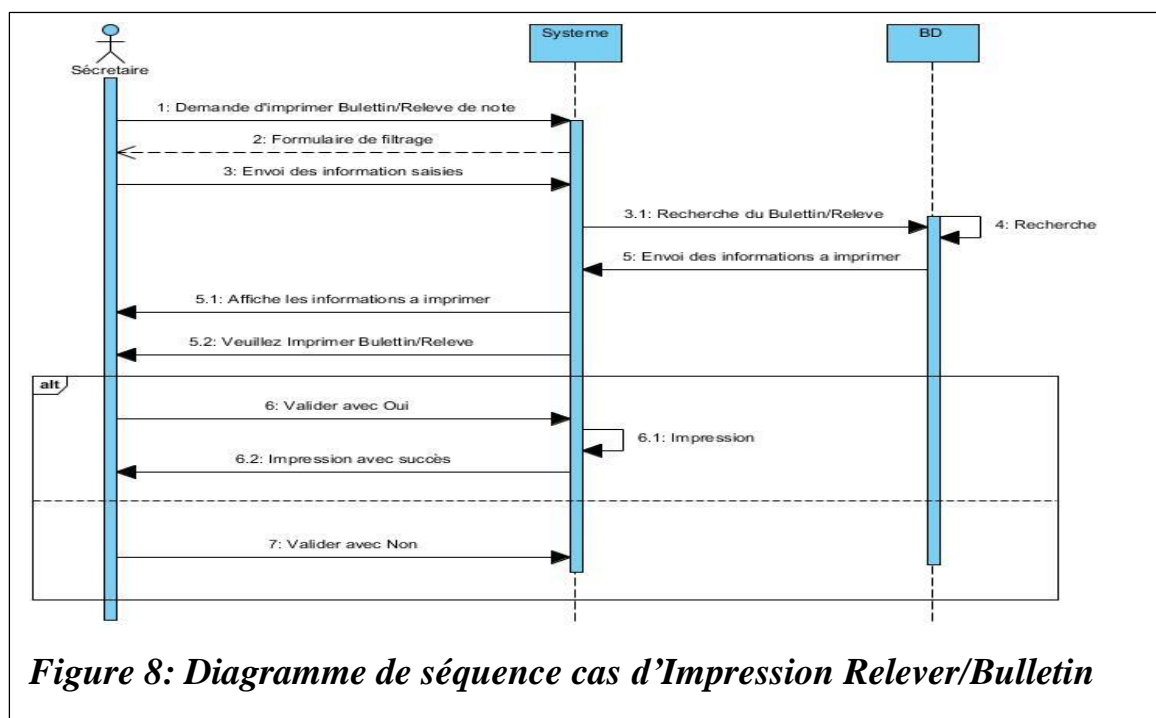 Systeme
BD
Sécretaire
1: Demande d'imprimer Bulettin/Releve de note
2: Formulaire de filtrage
3: Envoi des information saisies
3.1: Recherche du Bulettin/Releve
4: Recherche
5: Envoi des informations a imprimer
5.1: Affiche les informations a imprimer
5.2: Veuillez Imprimer Bulettin/Releve
alt
6: Valider avec Oui
6.1: Impression
6.2: Impression avec succès
7: Valider avec Non
Figure 8: Diagramme de séquence cas d’Impression Relever/Bulletin